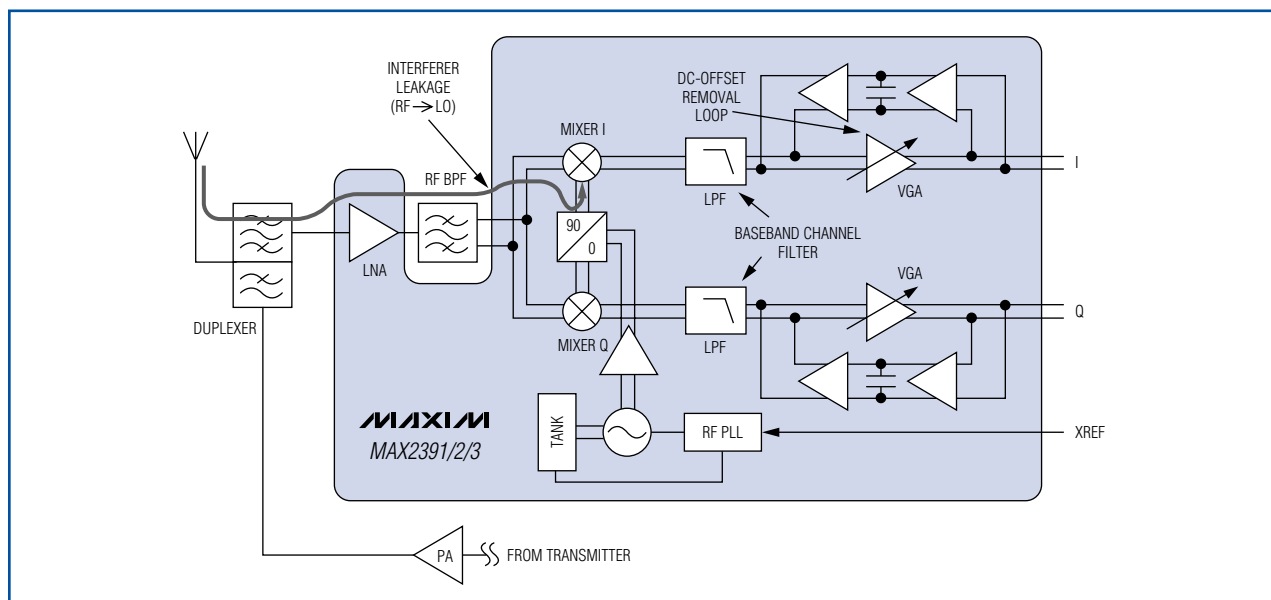 INTERFERER
LEAKAGE
(RF → LO)
DC-OFFSET
REMOVAL
LOOP
MIXER I
RF BPF
LPF
VGA
I
90
0
BASEBAND CHANNEL
FILTER
LNA
DUPLEXER
MIXER Q
LPF
VGA
Q
MAXIM
MAX2391/2/3
TANK
RF PLL
XREF
PA
FROM TRANSMITTER